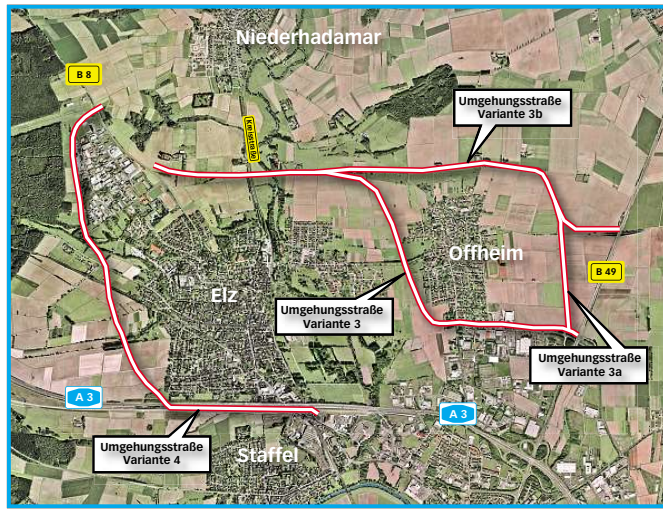 Niederhadamar
B 8
Umgehungsstraße
Variante 3b
Kreisstraße
Offheim
B 49
Elz
Umgehungsstraße
Variante 3
Umgehungsstraße
Variante 3a
A 3
A 3
Umgehungsstraße
Variante 4
Staffel